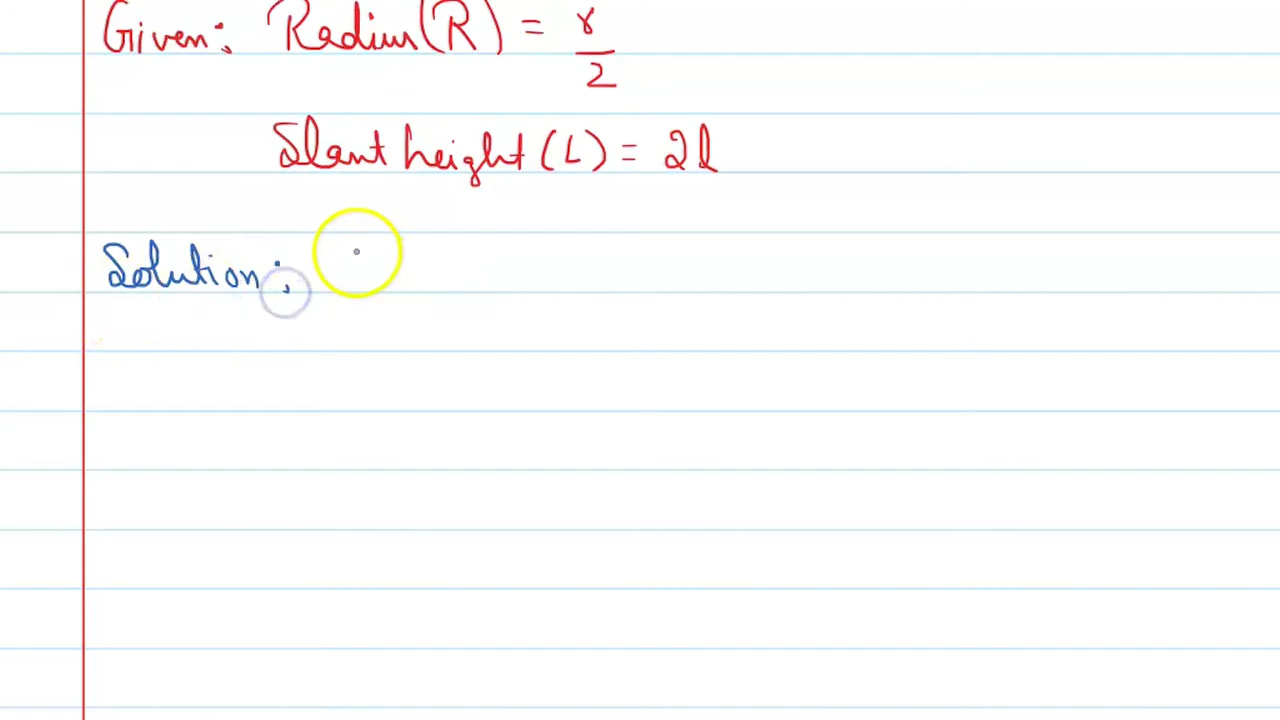 Given: Radius(R) = r/2
Slant height(L) = 2l
Solution: